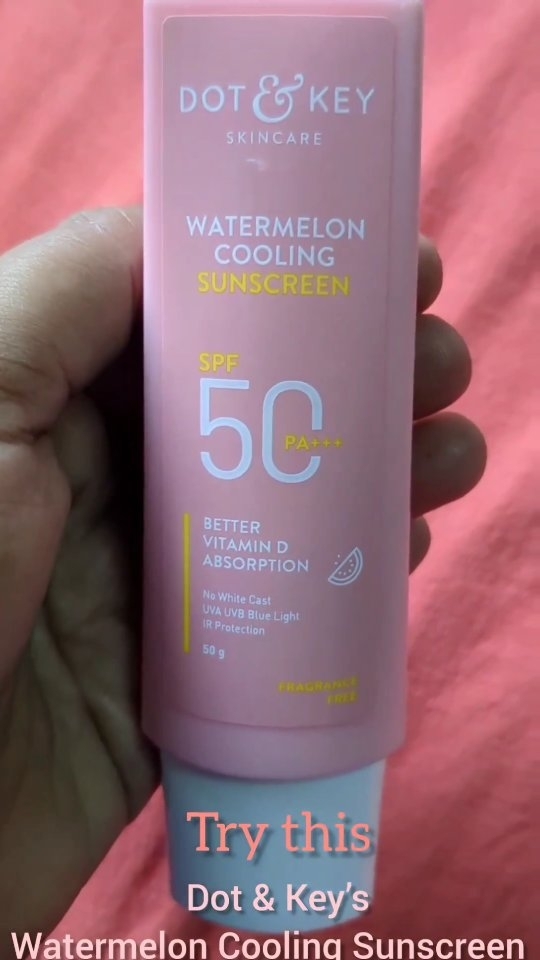 DOT & KEY
SKINCARE
WATERMELON
COOLING
SUNSCREEN
SPF
50
PA+++
BETTER
VITAMIN D
ABSORPTION
No White Cast
UVA UVB Blue Light
IR Protection
50 g
FRAGRANCE
FREE
Try this
Dot & Key’s
Watermelon Cooling Sunscreen